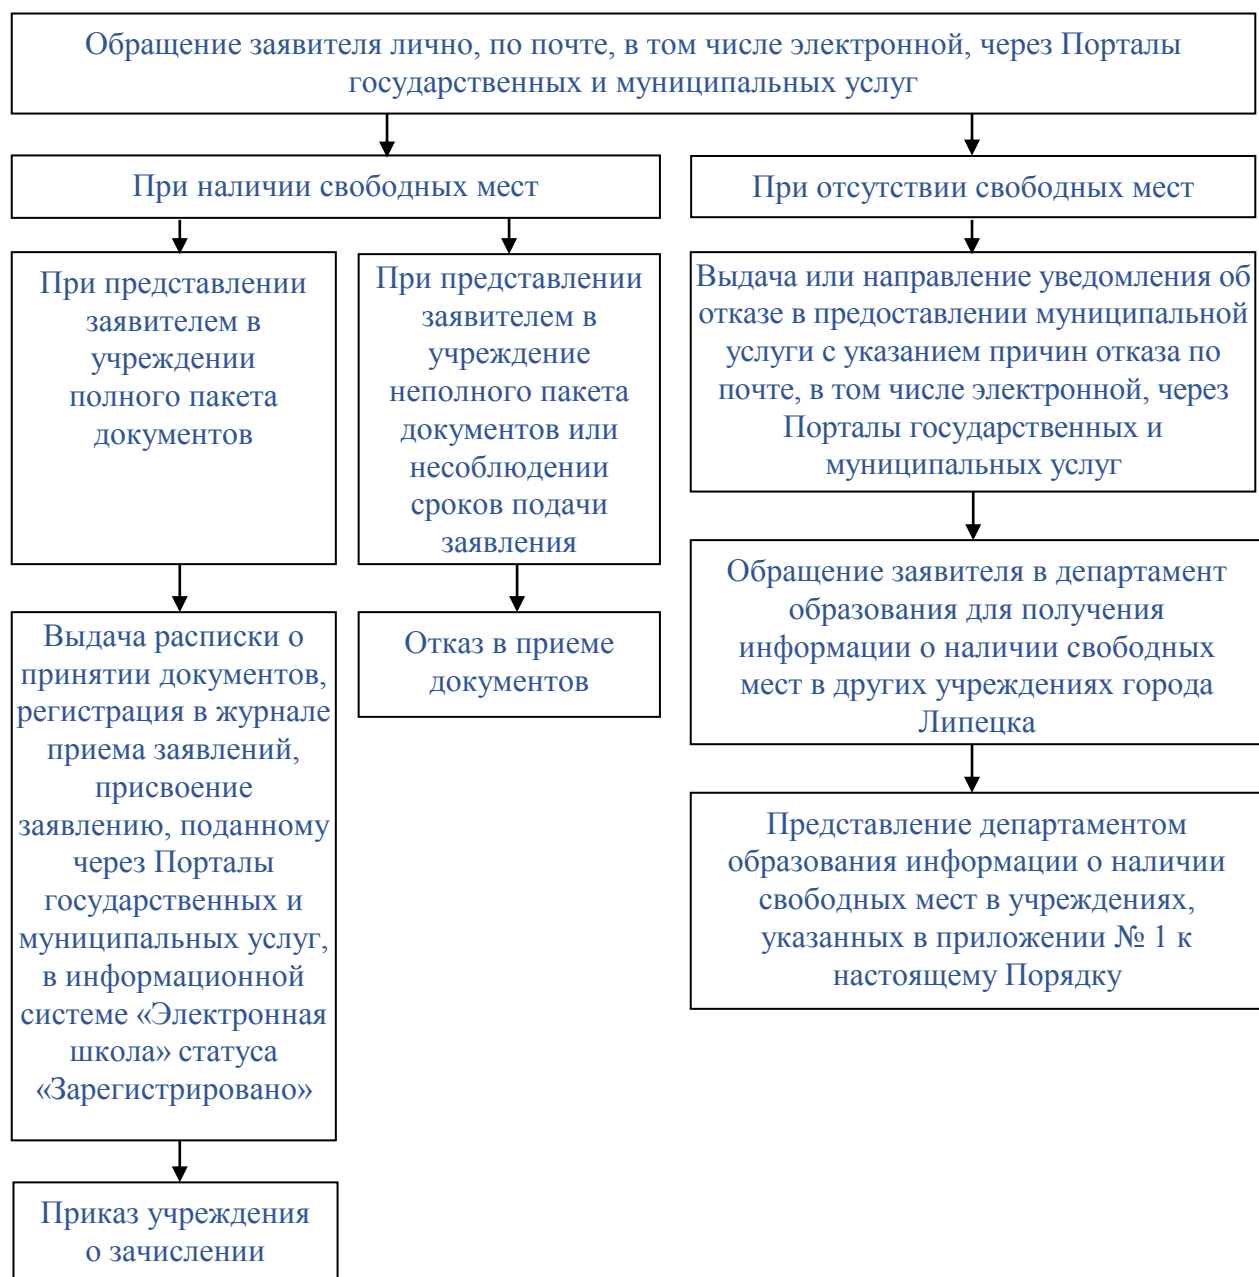 Обращение заявителя лично, по почте, в том числе электронной, через Порталы
государственных и муниципальных услуг
При наличии свободных мест
При отсутствии свободных мест
При представлении
заявителем в
учреждении
полного пакета
документов
При представлении
заявителем в
учреждение
неполного пакета
документов или
несоблюдении
сроков подачи
заявления
Выдача или направление уведомления об
отказе в предоставлении муниципальной
услуги с указанием причин отказа по
почте, в том числе электронной, через
Порталы государственных и
муниципальных услуг
Обращение заявителя в департамент
образования для получения
информации о наличии свободных
мест в других учреждениях города
Липецка
Выдача расписки о
принятии документов,
регистрация в журнале
приема заявлений,
присвоение
заявлению, поданному
через Порталы
государственных и
муниципальных услуг,
в информационной
системе «Электронная
школа» статуса
«Зарегистрировано»
Отказ в приеме
документов
Представление департаментом
образования информации о наличии
свободных мест в учреждениях,
указанных в приложении № 1 к
настоящему Порядку
Приказ учреждения
о зачислении